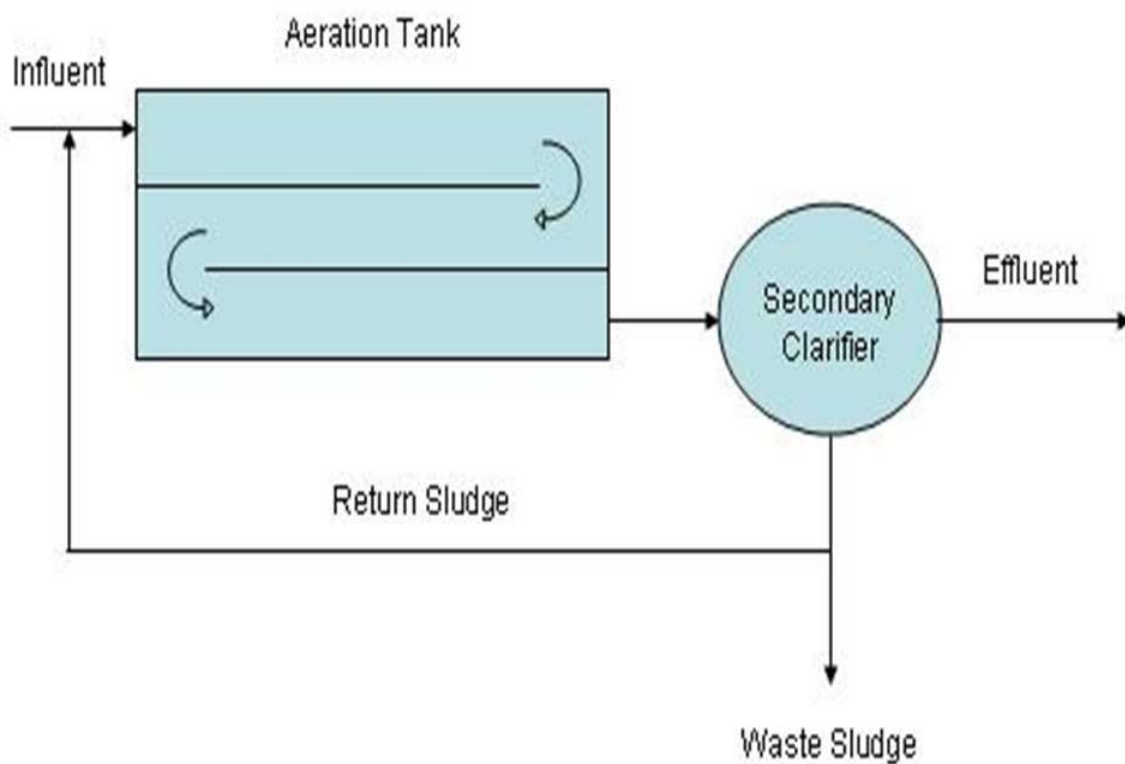 Aeration Tank
Influent
Secondary
Clarifier
Effluent
Return Sludge
Waste Sludge